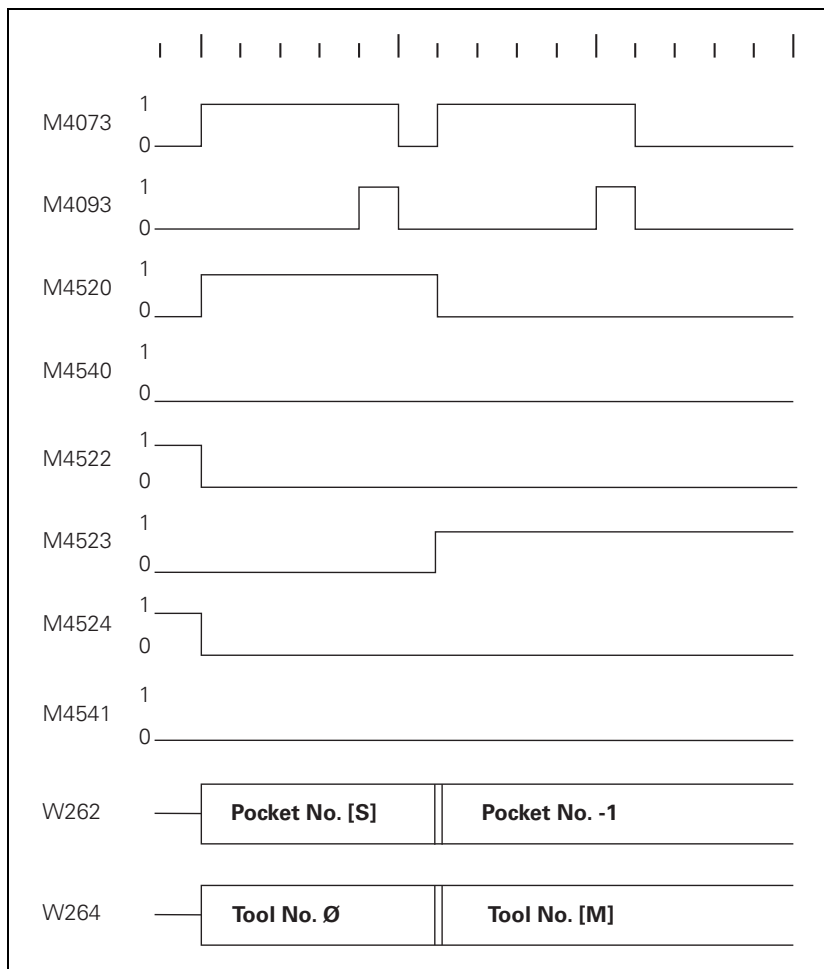 M4073 1 0
M4093 1 0
M4520 1 0
M4540 1 0
M4522 1 0
M4523 1 0
M4524 1 0
M4541 1 0
W262 Pocket No. [S] Pocket No. -1
W264 Tool No. Ø Tool No. [M]